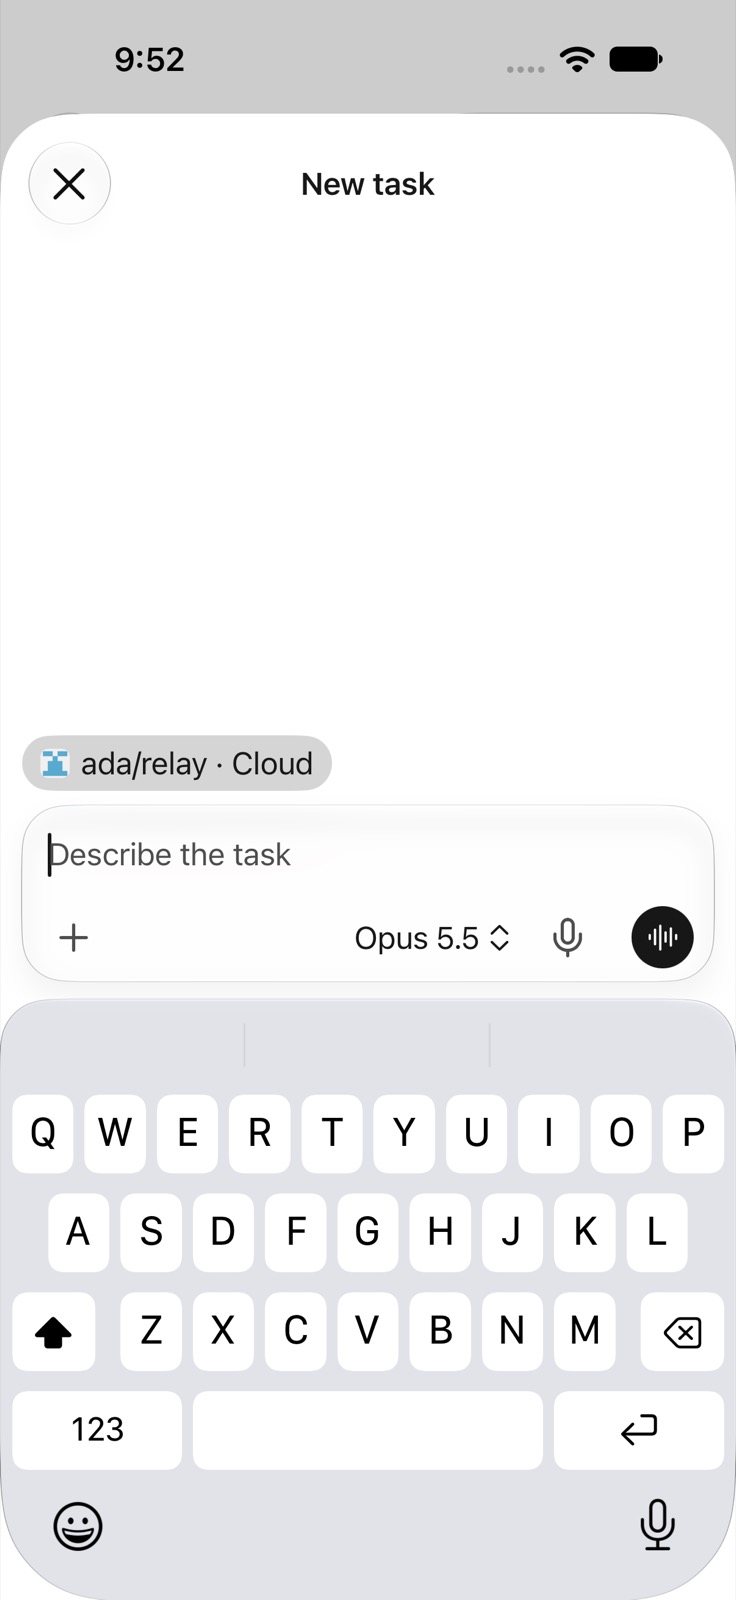 9:52
New task
ada/relay · Cloud
Describe the task
Opus 5.5
Q W E R T Y U I O P
A S D F G H J K L
Z X C V B N M
123